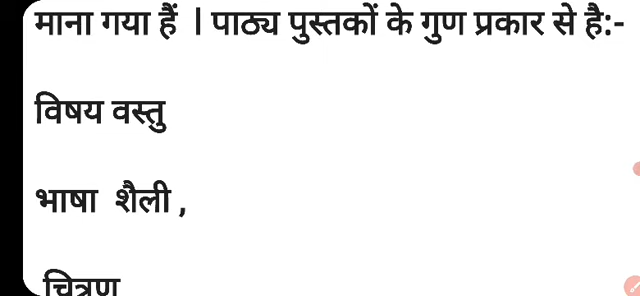 माना गया हैं । पाठ्य पुस्तकों के गुण प्रकार से है:-
विषय वस्तु
भाषा शैली ,
चित्रण